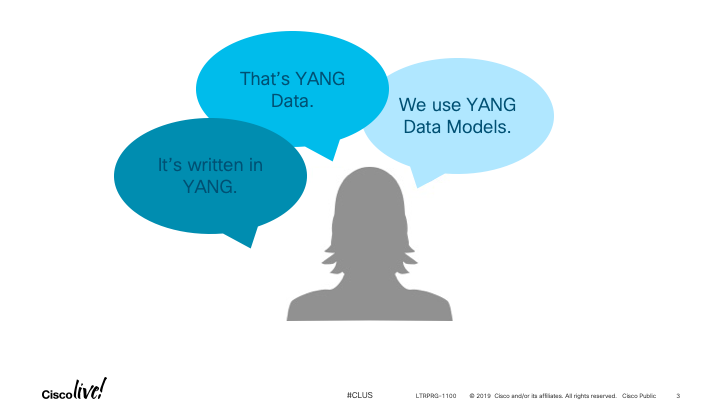 That’s YANG
Data.
We use YANG
Data Models.
It’s written in
YANG.
Cisco live!
#CLUS
LTRPRG-1100
© 2019 Cisco and/or its affiliates. All rights reserved. Cisco Public
3